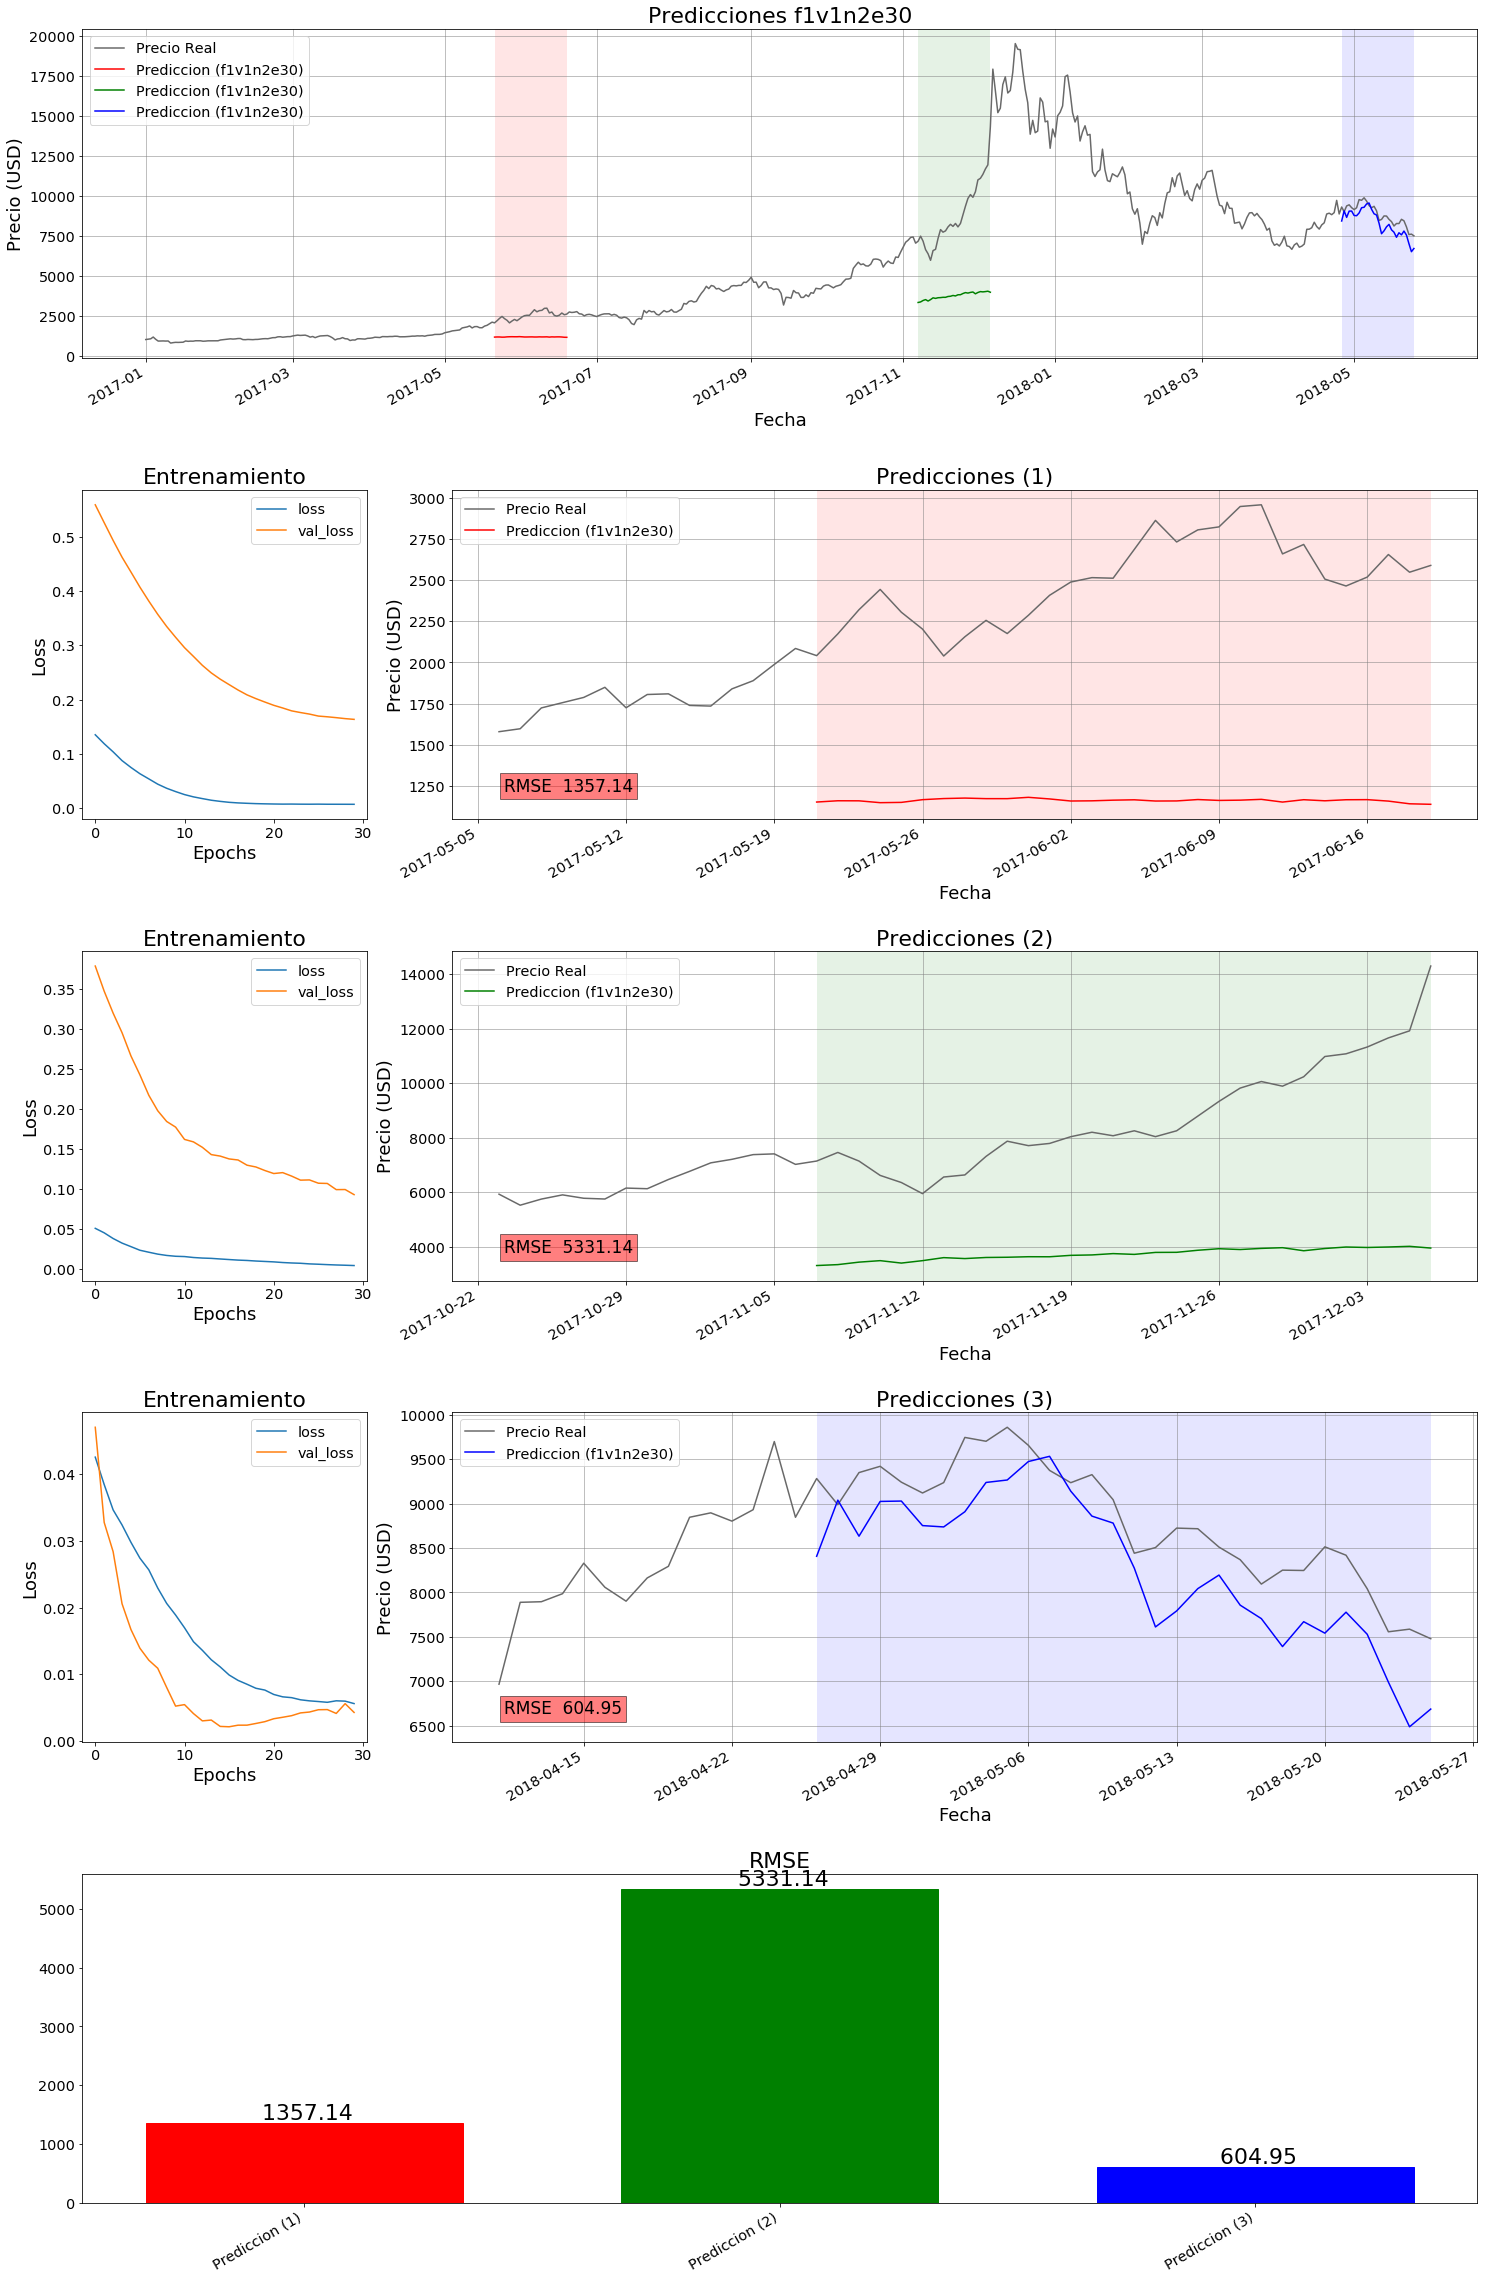 Predicciones f1v1n2e30
Precio (USD)
20000
17500
15000
12500
10000
7500
5000
2500
0
Precio Real
Prediccion (f1v1n2e30)
Prediccion (f1v1n2e30)
Prediccion (f1v1n2e30)
2017-01
2017-03
2017-05
2017-07
2017-09
2017-11
2018-01
2018-03
2018-05
Fecha
Entrenamiento
Loss
0.5
0.4
0.3
0.2
0.1
0.0
loss
val_loss
0
10
20
30
Epochs
Predicciones (1)
Precio (USD)
3000
2750
2500
2250
2000
1750
1500
1250
Precio Real
Prediccion (f1v1n2e30)
RMSE 1357.14
2017-05-05
2017-05-12
2017-05-19
2017-05-26
2017-06-02
2017-06-09
2017-06-16
Fecha
Entrenamiento
Loss
0.35
0.30
0.25
0.20
0.15
0.10
0.05
0.00
loss
val_loss
0
10
20
30
Epochs
Predicciones (2)
Precio (USD)
14000
12000
10000
8000
6000
4000
Precio Real
Prediccion (f1v1n2e30)
RMSE 5331.14
2017-10-22
2017-10-29
2017-11-05
2017-11-12
2017-11-19
2017-11-26
2017-12-03
Fecha
Entrenamiento
Loss
0.04
0.03
0.02
0.01
0.00
loss
val_loss
0
10
20
30
Epochs
Predicciones (3)
Precio (USD)
10000
9500
9000
8500
8000
7500
7000
6500
Precio Real
Prediccion (f1v1n2e30)
RMSE 604.95
2018-04-15
2018-04-22
2018-04-29
2018-05-06
2018-05-13
2018-05-20
2018-05-27
Fecha
RMSE
5000
4000
3000
2000
1000
0
1357.14
5331.14
604.95
Prediccion (1)
Prediccion (2)
Prediccion (3)